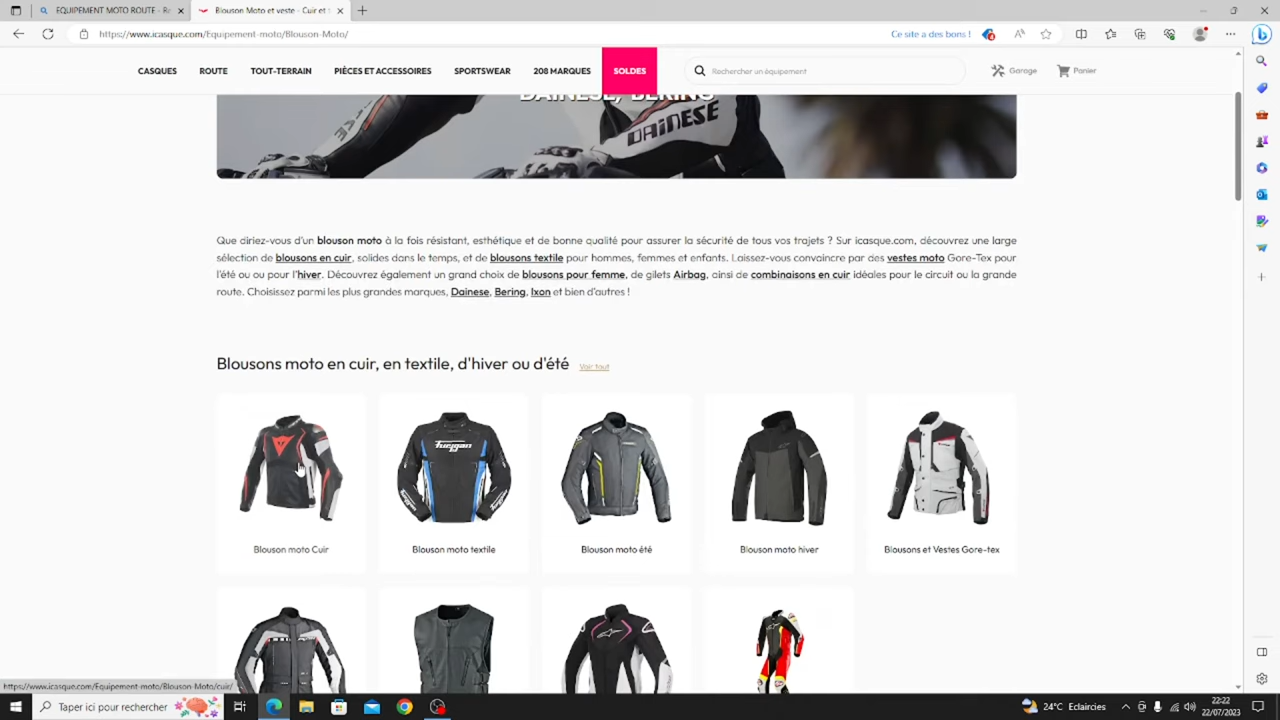 EQUIPEMENT MOTO ROUTE - Re
Blouson Moto et veste - Cuir et t
https://www.icasque.com/Equipement-moto/Blouson-Moto/
Ce site a des bons !
CASQUES
ROUTE
TOUT-TERRAIN
PIÈCES ET ACCESSOIRES
SPORTSWEAR
208 MARQUES
SOLDES
Rechercher un équipement
Garage
Panier
DAINESE, BERING
DAINESE
Que diriez-vous d'un blouson moto à la fois résistant, esthétique et de bonne qualité pour assurer la sécurité de tous vos trajets ? Sur icasque.com, découvrez une large
sélection de blousons en cuir, solides dans le temps, et de blousons textile pour hommes, femmes et enfants. Laissez-vous convaincre par des vestes moto Gore-Tex pour
l'été ou ou pour l'hiver. Découvrez également un grand choix de blousons pour femme, de gilets Airbag, ainsi de combinaisons en cuir idéales pour le circuit ou la grande
route. Choisissez parmi les plus grandes marques, Dainese, Bering, Ixon et bien d'autres !
Blousons moto en cuir, en textile, d'hiver ou d'été
Voir tout
Furygan
Blouson moto Cuir
Blouson moto textile
Blouson moto été
Blouson moto hiver
Blousons et Vestes Gore-tex
https://www.icasque.com/Equipement-moto/Blouson-Moto/cuir/
Taper ici pour rechercher
24°C Eclaircies
22:22
22/07/2023